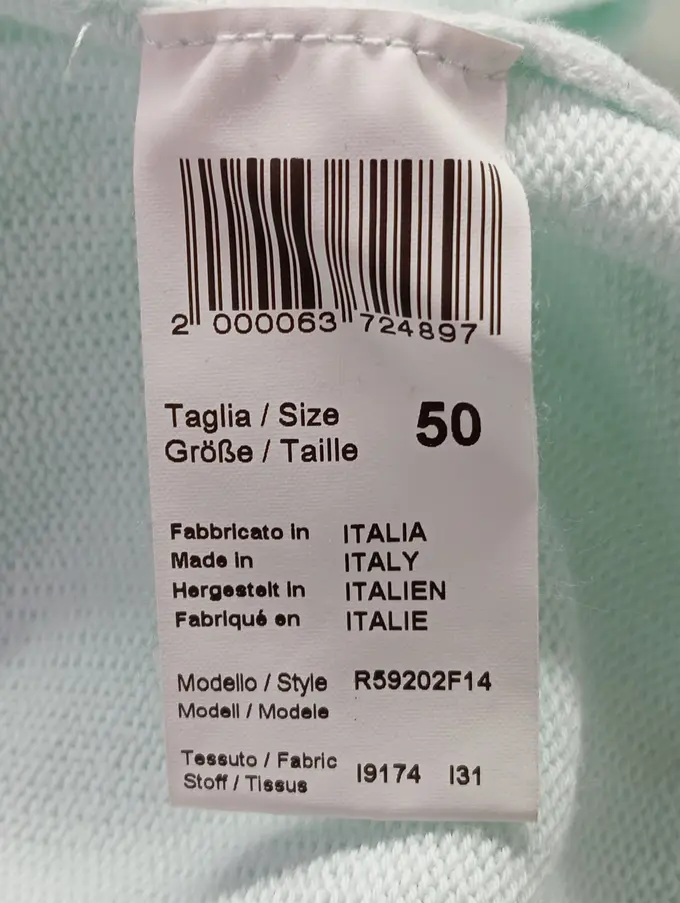 2 000063 724897
Taglia / Size 50
Größe / Taille
Fabbricato in ITALIA
Made in ITALY
Hergestelt in ITALIEN
Fabriqué en ITALIE
Modello / Style R59202F14
Modell / Modele
Tessuto / Fabric I9174 I31
Stoff / Tissus